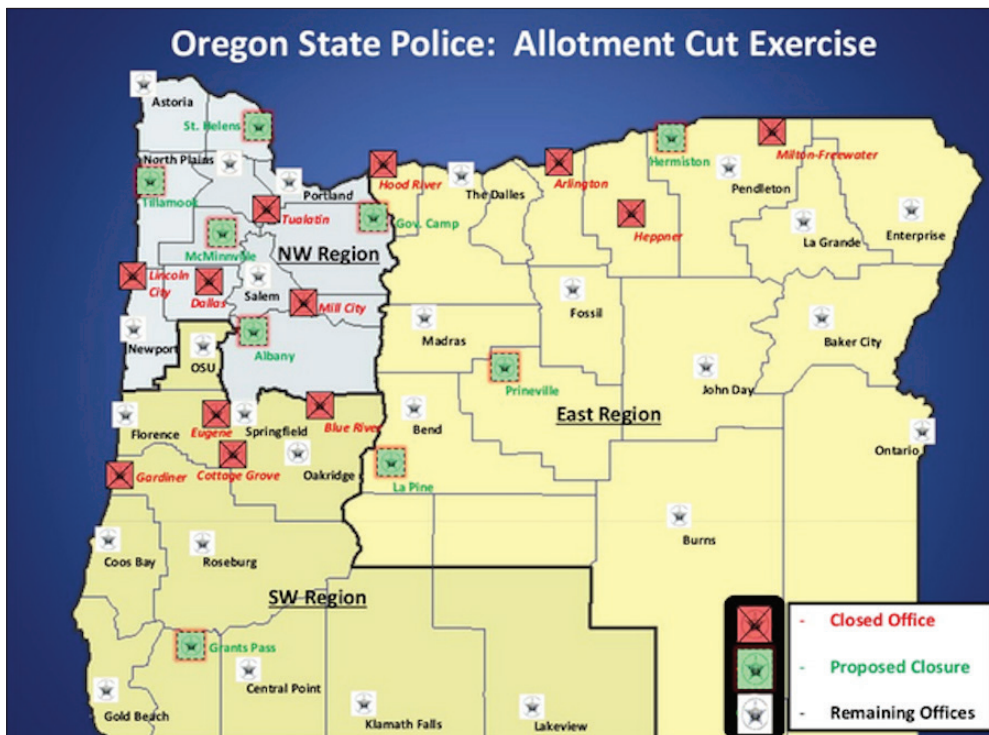 Oregon State Police: Allotment Cut Exercise
Astoria
St. Helens
North Plains
Tillamook
Portland
Tualatin
McMinnville
NW Region
Gov. Camp
Hood River
The Dalles
Arlington
Hermiston
Milton-Freewater
Pendleton
Heppner
La Grande
Enterprise
Lincoln
City
Dallas
Salem
Mill City
Newport
OSU
Albany
Madras
Fossil
Baker City
Prineville
John Day
East Region
Florence
Eugene
Springfield
Blue River
Bend
Ontario
Gardiner
Cottage Grove
Oakridge
La Pine
Coos Bay
Roseburg
Burns
SW Region
Grants Pass
Central Point
Gold Beach
Klamath Falls
Lakeview
- Closed Office
- Proposed Closure
- Remaining Offices